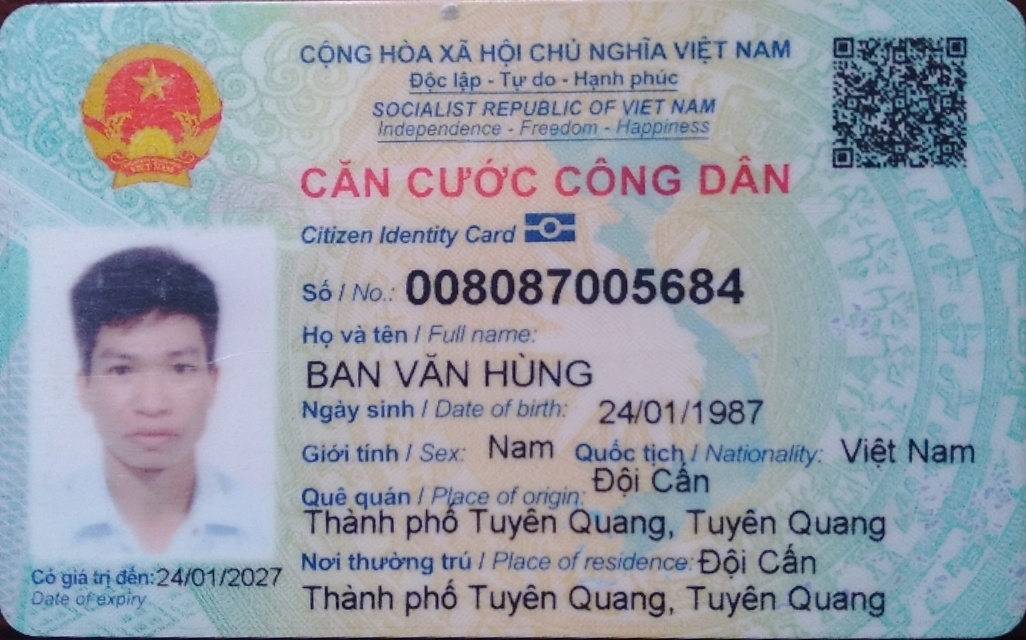 CỘNG HÒA XÃ HỘI CHỦ NGHĨA VIỆT NAM
Độc lập - Tự do - Hạnh phúc
SOCIALIST REPUBLIC OF VIET NAM
Independence - Freedom - Happiness
CĂN CƯỚC CÔNG DÂN
Citizen Identity Card
Số / No.: 008087005684
Họ và tên / Full name:
BAN VĂN HÙNG
Ngày sinh / Date of birth: 24/01/1987
Giới tính / Sex: Nam Quốc tịch / Nationality: Việt Nam
Quê quán / Place of origin: Đội Cấn
Thành phố Tuyên Quang, Tuyên Quang
Nơi thường trú / Place of residence: Đội Cấn
Thành phố Tuyên Quang, Tuyên Quang
Có giá trị đến: 24/01/2027
Date of expiry